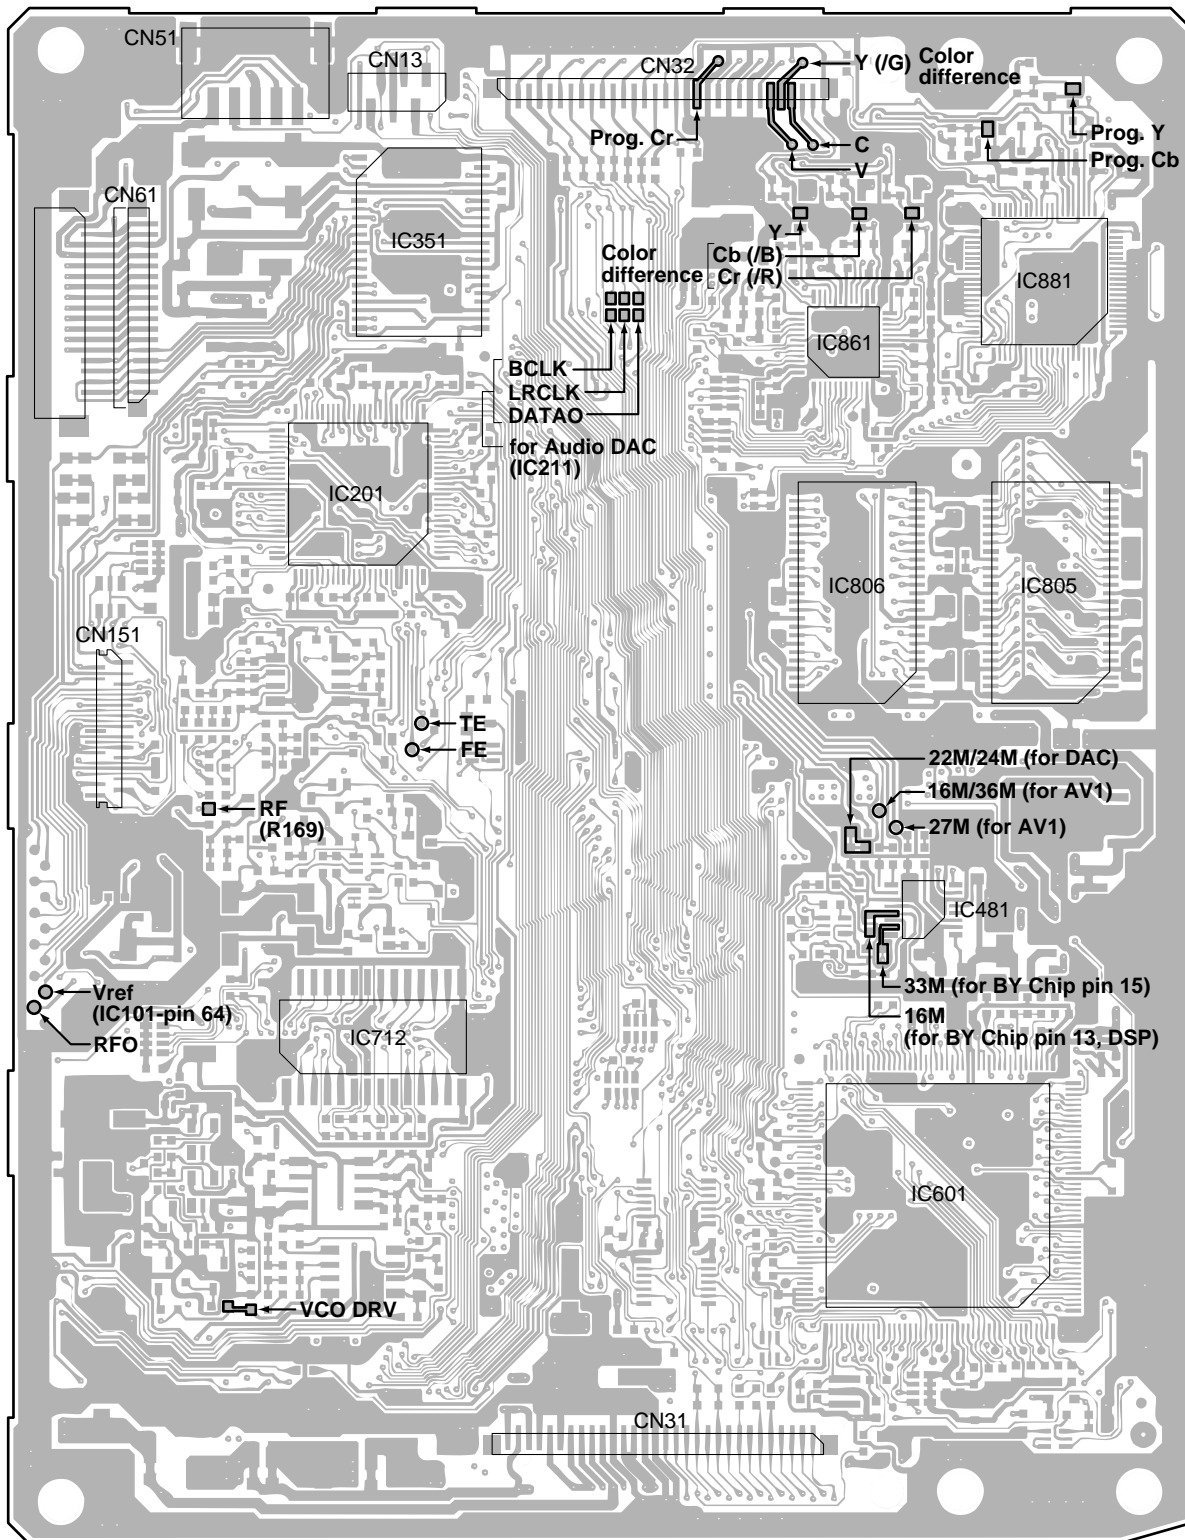 CN51
CN13
CN32
Y (/G) Color
difference
Prog. Cr
C
V
Prog. Y
Prog. Cb
CN61
IC351
Y
Color
difference
Cb (/B)
Cr (/R)
IC881
IC861
BCLK
LRCLK
DATAO
for Audio DAC
(IC211)
IC201
IC806
IC805
CN151
TE
FE
22M/24M (for DAC)
16M/36M (for AV1)
27M (for AV1)
RF
(R169)
IC481
Vref
(IC101-pin 64)
RFO
33M (for BY Chip pin 15)
16M
(for BY Chip pin 13, DSP)
IC712
IC601
VCO DRV
CN31